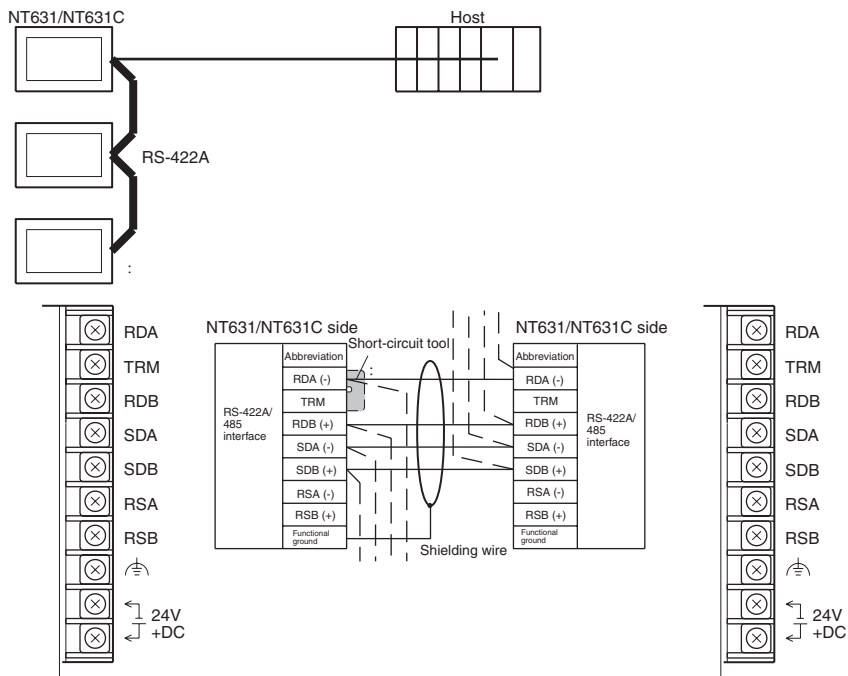 NT631/NT631C
Host
RS-422A
:
RDA
TRM
RDB
SDA
SDB
RSA
RSB
24V
+DC
NT631/NT631C side
Short-circuit tool
:
RS-422A/
485
interface
Abbreviation
RDA (-)
TRM
RDB (+)
SDA (-)
SDB (+)
RSA (-)
RSB (+)
Functional
ground
Shielding wire
NT631/NT631C side
Abbreviation
RDA (-)
TRM
RDB (+)
SDA (-)
SDB (+)
RSA (-)
RSB (+)
Functional
ground
RS-422A/
485
interface
RDA
TRM
RDB
SDA
SDB
RSA
RSB
24V
+DC